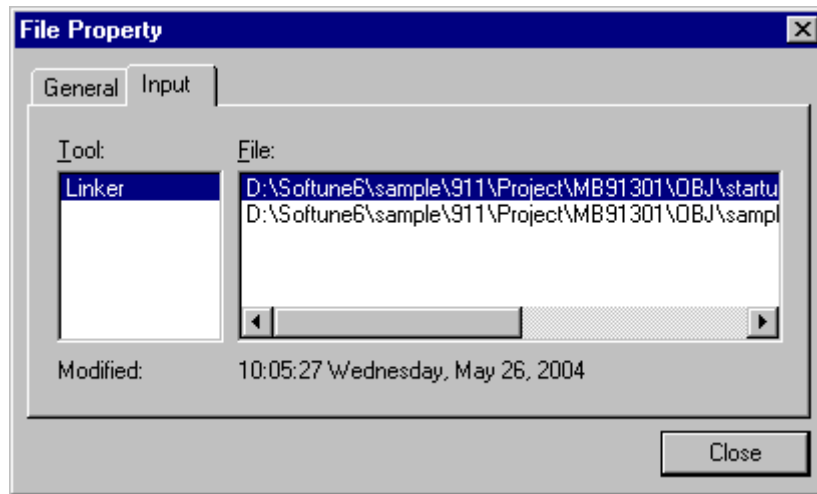 File Property
General Input
Tool: File:
Linker D:\Softune6\sample\911\Project\MB91301\OBJ\startu
D:\Softune6\sample\911\Project\MB91301\OBJ\sampl
Modified: 10:05:27 Wednesday, May 26, 2004
Close